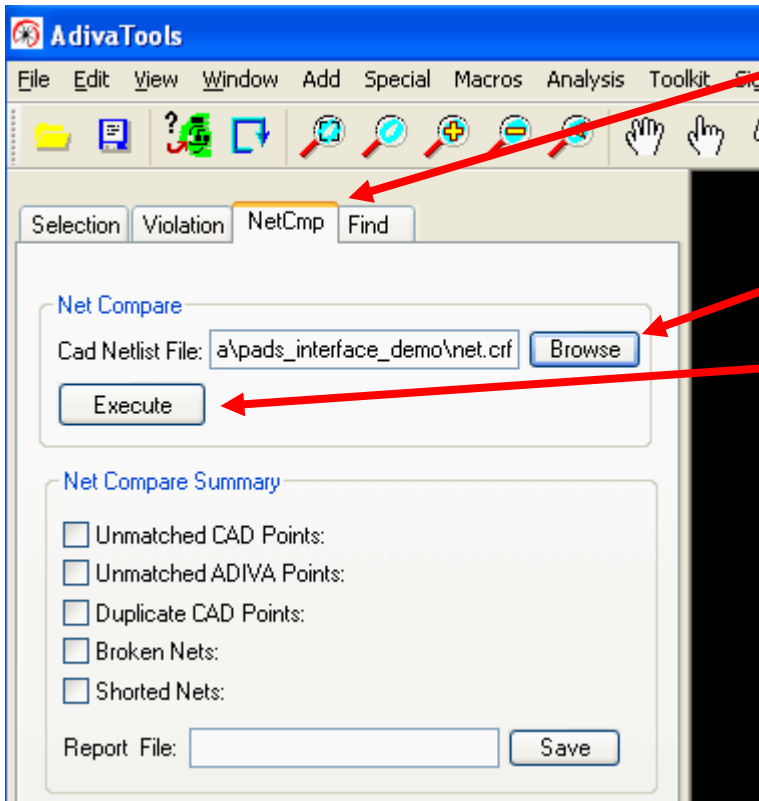 AdivaTools
File Edit View Window Add Special Macros Analysis Toolkit Sig
Selection Violation NetCmp Find
Net Compare
Cad Netlist File: a\pads_interface_demo\net.crf Browse
Execute
Net Compare Summary
Unmatched CAD Points:
Unmatched ADIVA Points:
Duplicate CAD Points:
Broken Nets:
Shorted Nets:
Report File: Save